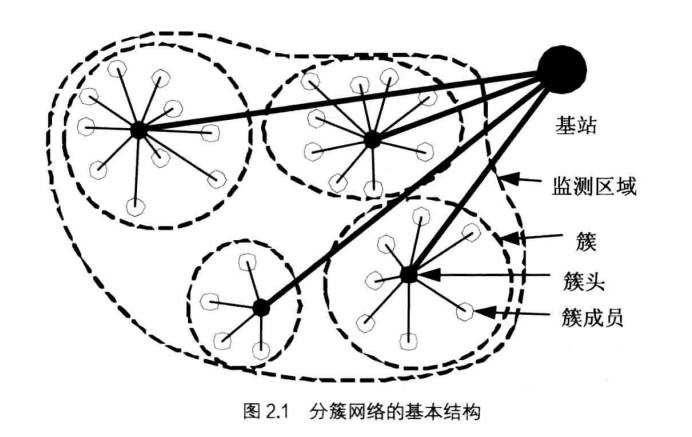 基站
监测区域
簇
簇头
簇成员
图 2.1 分簇网络的基本结构